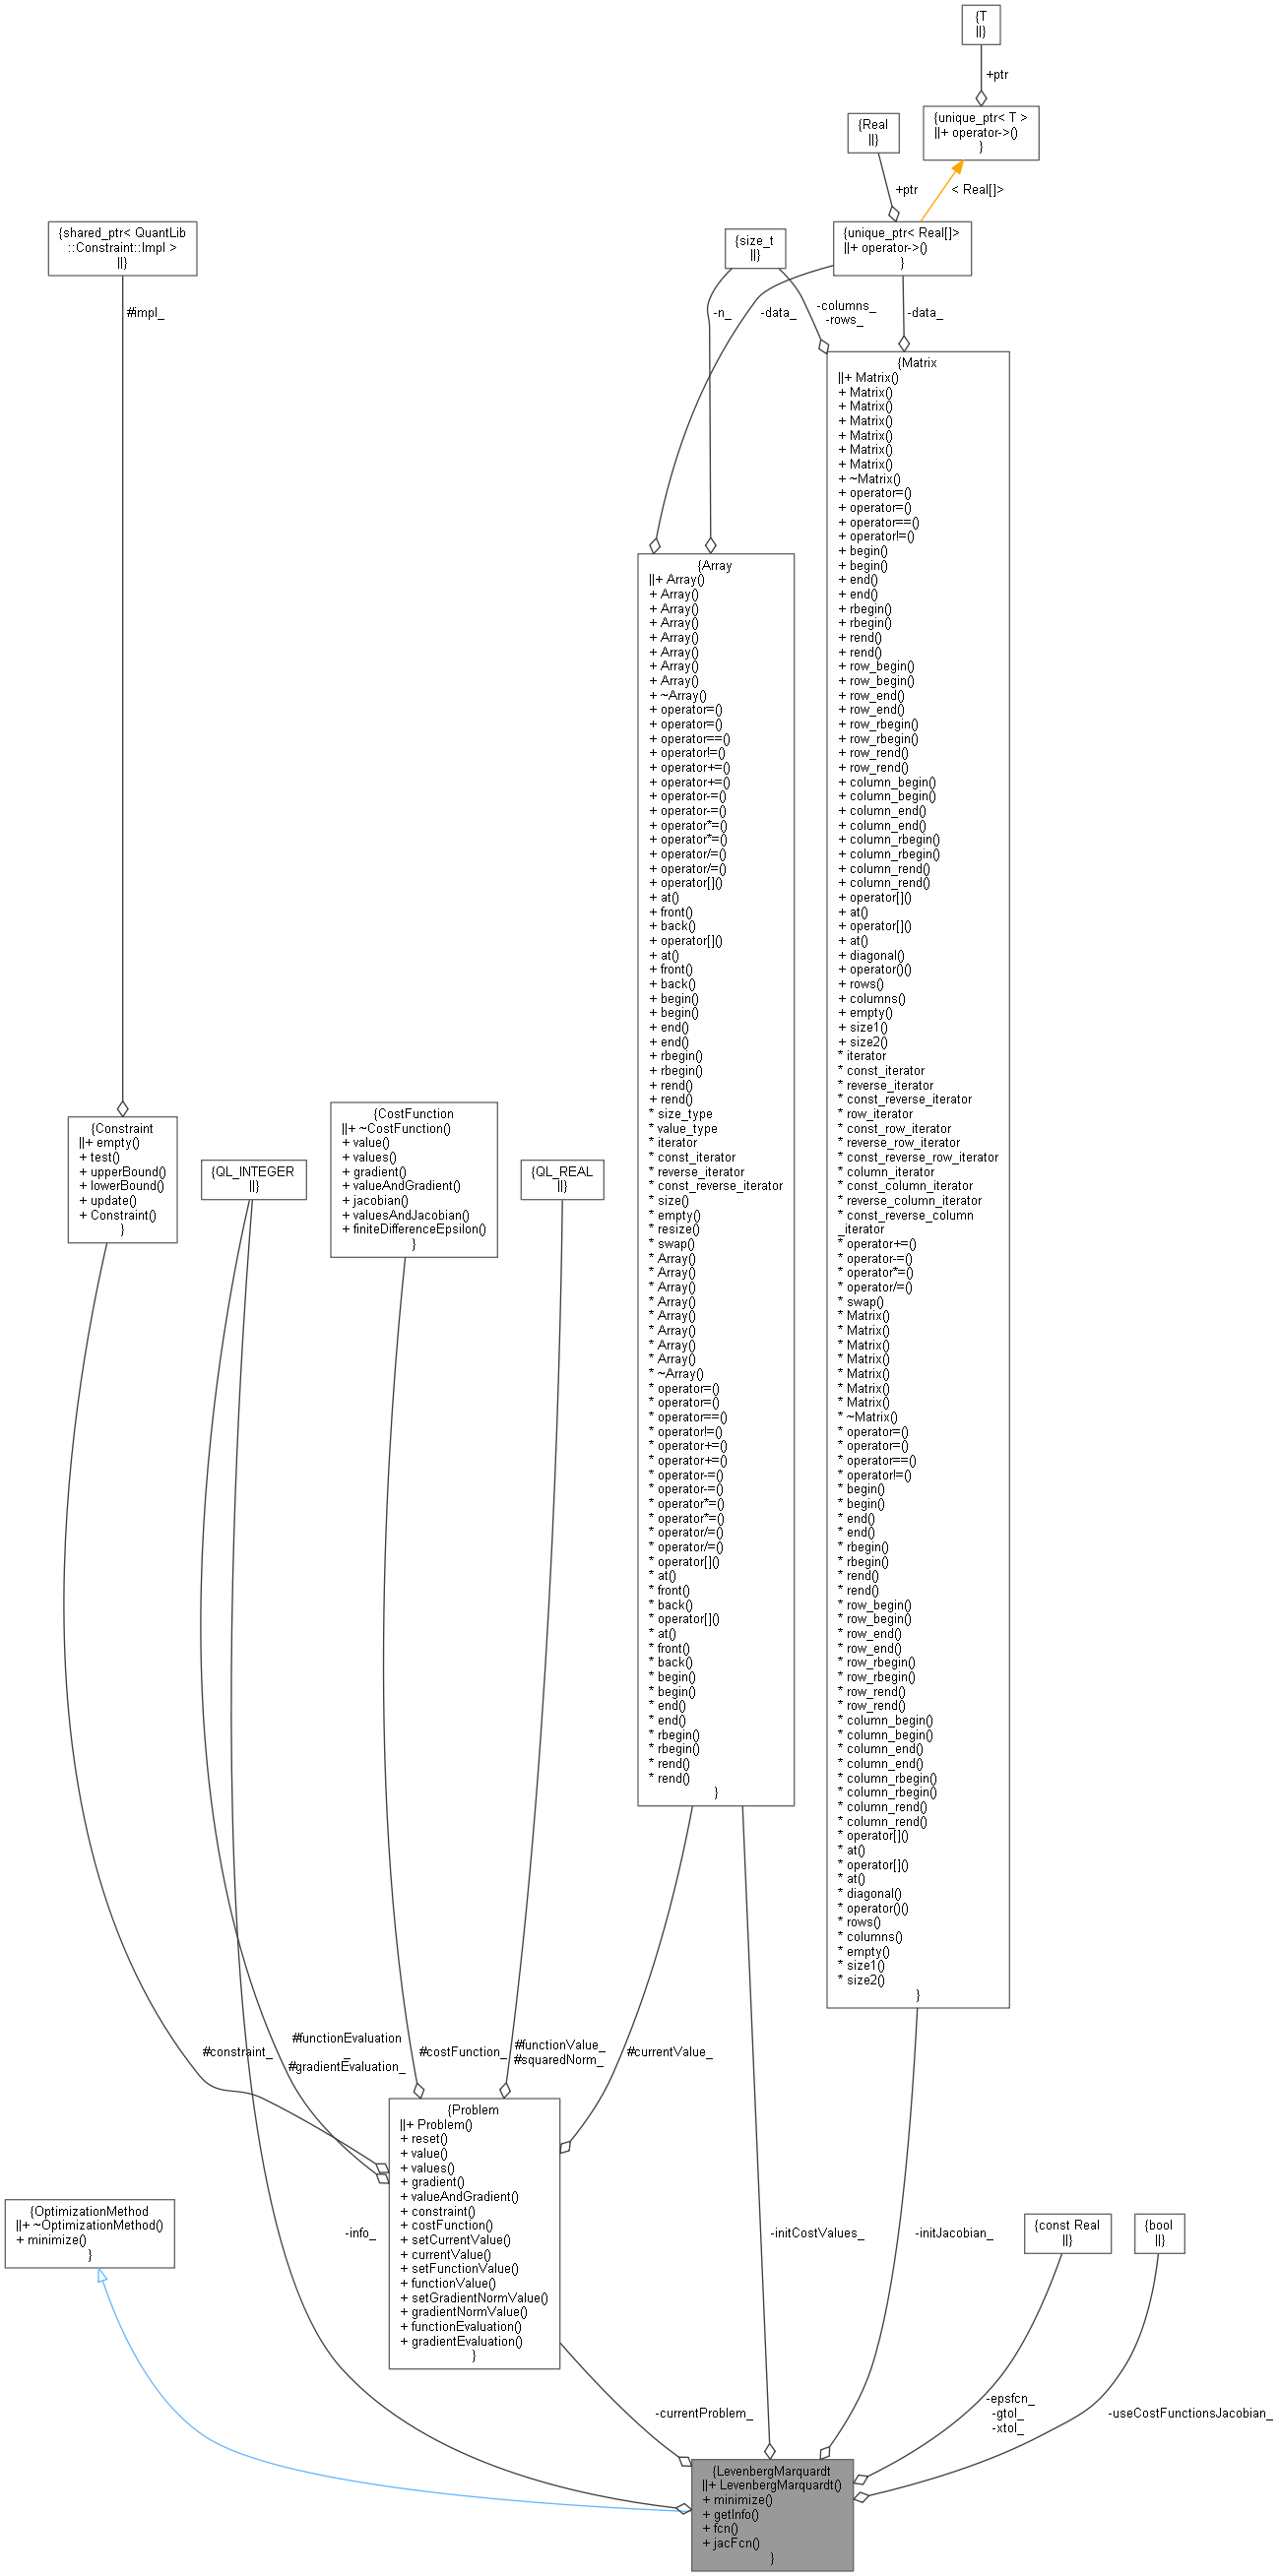 {T
||}
+ptr
{unique_ptr< T >
||+ operator->()
}
{Real
||}
+ptr
< Real[]>
{shared_ptr< QuantLib
::Constraint::Impl >
||}
{size_t
||}
{unique_ptr< Real[]>
||+ operator->()
}
#impl_
-n_
-data_
-columns_
-rows_
-data_
{Matrix
||+ Matrix()
+ Matrix()
+ Matrix()
+ Matrix()
+ Matrix()
+ Matrix()
+ Matrix()
+ ~Matrix()
+ operator=()
+ operator=()
+ operator==()
+ operator!=()
+ begin()
+ begin()
+ end()
+ end()
+ rbegin()
+ rbegin()
+ rend()
+ rend()
+ row_begin()
+ row_begin()
+ row_end()
+ row_end()
+ row_rbegin()
+ row_rbegin()
+ row_rend()
+ row_rend()
+ column_begin()
+ column_begin()
+ column_end()
+ column_end()
+ column_rbegin()
+ column_rbegin()
+ column_rend()
+ column_rend()
+ operator[]()
+ at()
+ operator[]()
+ at()
+ diagonal()
+ operator()()
+ rows()
+ columns()
+ empty()
+ size1()
+ size2()
* iterator
* const_iterator
* reverse_iterator
* const_reverse_iterator
* row_iterator
* const_row_iterator
* reverse_row_iterator
* const_reverse_row_iterator
* column_iterator
* const_column_iterator
* reverse_column_iterator
* const_reverse_column
_iterator
* operator+=()
* operator-=()
* operator*=()
* operator/=()
* swap()
* Matrix()
* Matrix()
* Matrix()
* Matrix()
* Matrix()
* Matrix()
* Matrix()
* ~Matrix()
* operator=()
* operator=()
* operator==()
* operator!=()
* begin()
* begin()
* end()
* end()
* rbegin()
* rbegin()
* rend()
* rend()
* row_begin()
* row_begin()
* row_end()
* row_end()
* row_rbegin()
* row_rbegin()
* row_rend()
* row_rend()
* column_begin()
* column_begin()
* column_end()
* column_end()
* column_rbegin()
* column_rbegin()
* column_rend()
* column_rend()
* operator[]()
* at()
* operator[]()
* at()
* diagonal()
* operator()()
* rows()
* columns()
* empty()
* size1()
* size2()
}
{Array
||+ Array()
+ Array()
+ Array()
+ Array()
+ Array()
+ Array()
+ Array()
+ Array()
+ ~Array()
+ operator=()
+ operator=()
+ operator==()
+ operator!=()
+ operator+=()
+ operator+=()
+ operator-=()
+ operator-=()
+ operator*=()
+ operator*=()
+ operator/=()
+ operator/=()
+ operator[]()
+ at()
+ front()
+ back()
+ operator[]()
+ at()
+ front()
+ back()
+ begin()
+ begin()
+ end()
+ end()
+ rbegin()
+ rbegin()
+ rend()
+ rend()
* size_type
* value_type
* iterator
* const_iterator
* reverse_iterator
* const_reverse_iterator
* size()
* empty()
* resize()
* swap()
* Array()
* Array()
* Array()
* Array()
* Array()
* Array()
* Array()
* Array()
* ~Array()
* operator=()
* operator=()
* operator==()
* operator!=()
* operator+=()
* operator+=()
* operator-=()
* operator-=()
* operator*=()
* operator*=()
* operator/=()
* operator/=()
* operator[]()
* at()
* front()
* back()
* operator[]()
* at()
* front()
* back()
* begin()
* begin()
* end()
* end()
* rbegin()
* rbegin()
* rend()
* rend()
}
{Constraint
||+ empty()
+ test()
+ upperBound()
+ lowerBound()
+ update()
+ Constraint()
}
{QL_INTEGER
||}
{CostFunction
||+ ~CostFunction()
+ value()
+ values()
+ gradient()
+ valueAndGradient()
+ jacobian()
+ valuesAndJacobian()
+ finiteDifferenceEpsilon()
}
{QL_REAL
||}
#constraint_
#functionEvaluation
_
#gradientEvaluation_
#costFunction_
#functionValue_
#squaredNorm_
#currentValue_
{Problem
||+ Problem()
+ reset()
+ value()
+ values()
+ gradient()
+ valueAndGradient()
+ constraint()
+ costFunction()
+ setCurrentValue()
+ currentValue()
+ setFunctionValue()
+ functionValue()
+ setGradientNormValue()
+ gradientNormValue()
+ functionEvaluation()
+ gradientEvaluation()
}
{OptimizationMethod
||+ ~OptimizationMethod()
+ minimize()
}
-info_
-initCostValues_
-initJacobian_
{const Real
||}
{bool
||}
-currentProblem_
-epsfcn_
-gtol_
-xtol_
-useCostFunctionsJacobian_
{LevenbergMarquardt
||+ LevenbergMarquardt()
+ minimize()
+ getInfo()
+ fcn()
+ jacFcn()
}